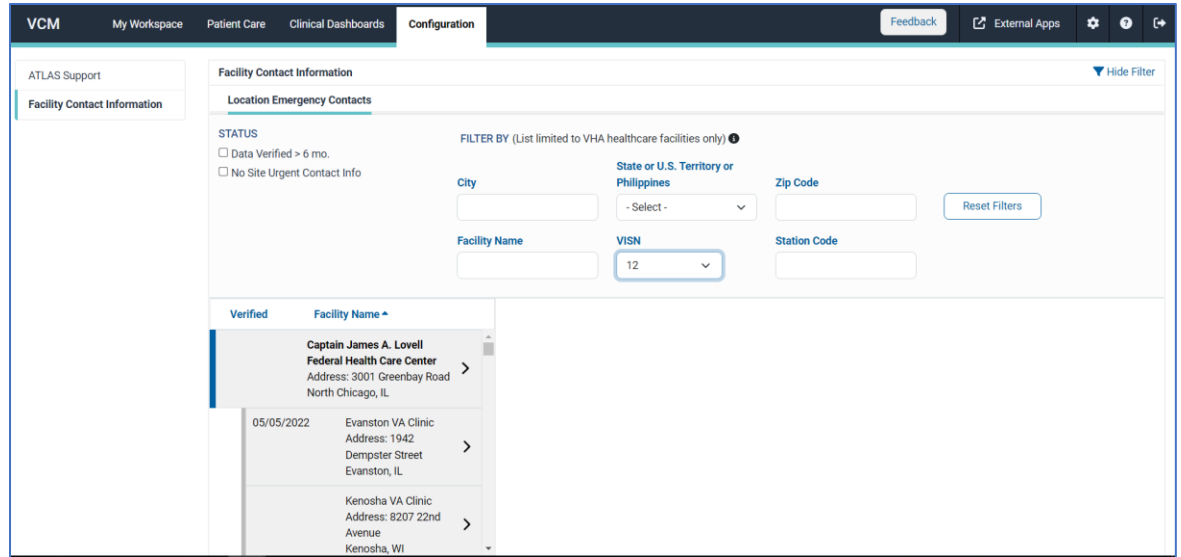 VCM My Workspace Patient Care Clinical Dashboards Configuration Feedback External Apps
ATLAS Support
Facility Contact Information
Facility Contact Information Hide Filter
Location Emergency Contacts
STATUS
Data Verified > 6 mo.
No Site Urgent Contact Info
FILTER BY (List limited to VHA healthcare facilities only)
City
State or U.S. Territory or
Philippines
- Select -
Zip Code
Reset Filters
Facility Name
VISN
12
Station Code
Verified Facility Name
Captain James A. Lovell
Federal Health Care Center
Address: 3001 Greenbay Road
North Chicago, IL
05/05/2022 Evanston VA Clinic
Address: 1942
Dempster Street
Evanston, IL
Kenosha VA Clinic
Address: 8207 22nd
Avenue
Kenosha, WI